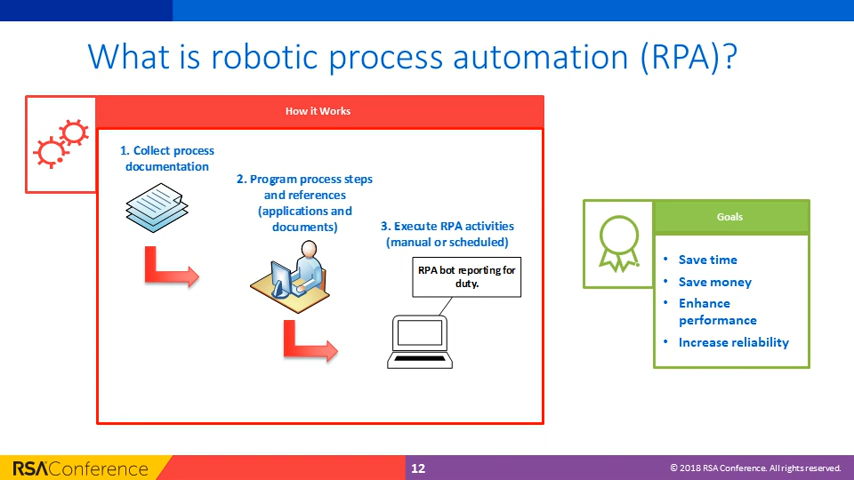 What is robotic process automation (RPA)?
How it Works
1. Collect process
documentation
2. Program process steps
and references
(applications and
documents)
3. Execute RPA activities
(manual or scheduled)
RPA bot reporting for
duty.
Goals
• Save time
• Save money
• Enhance
performance
• Increase reliability
RSAConference
12
© 2018 RSA Conference. All rights reserved.